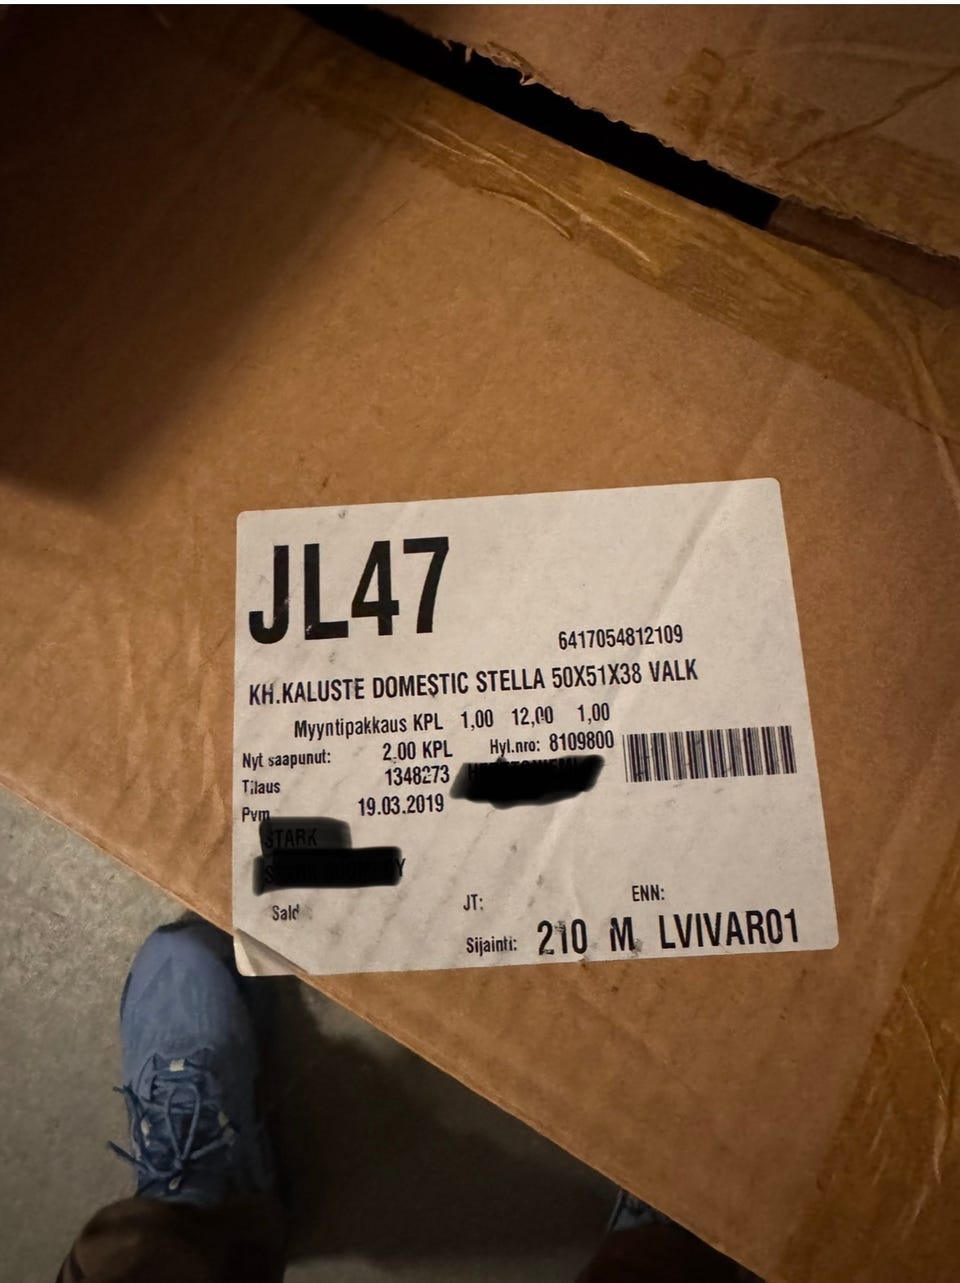 JL47
6417054812109
KH.KALUSTE DOMESTIC STELLA 50X51X38 VALK
Myyntipakkaus KPL 1,00 12,00 1,00
Nyt saapunut: 2.00 KPL Hyl.nro: 8109800
Tilaus 1348273
Pvm 19.03.2019
STARK
JT: ENN:
Sijainti: 210 M LVIVAR01